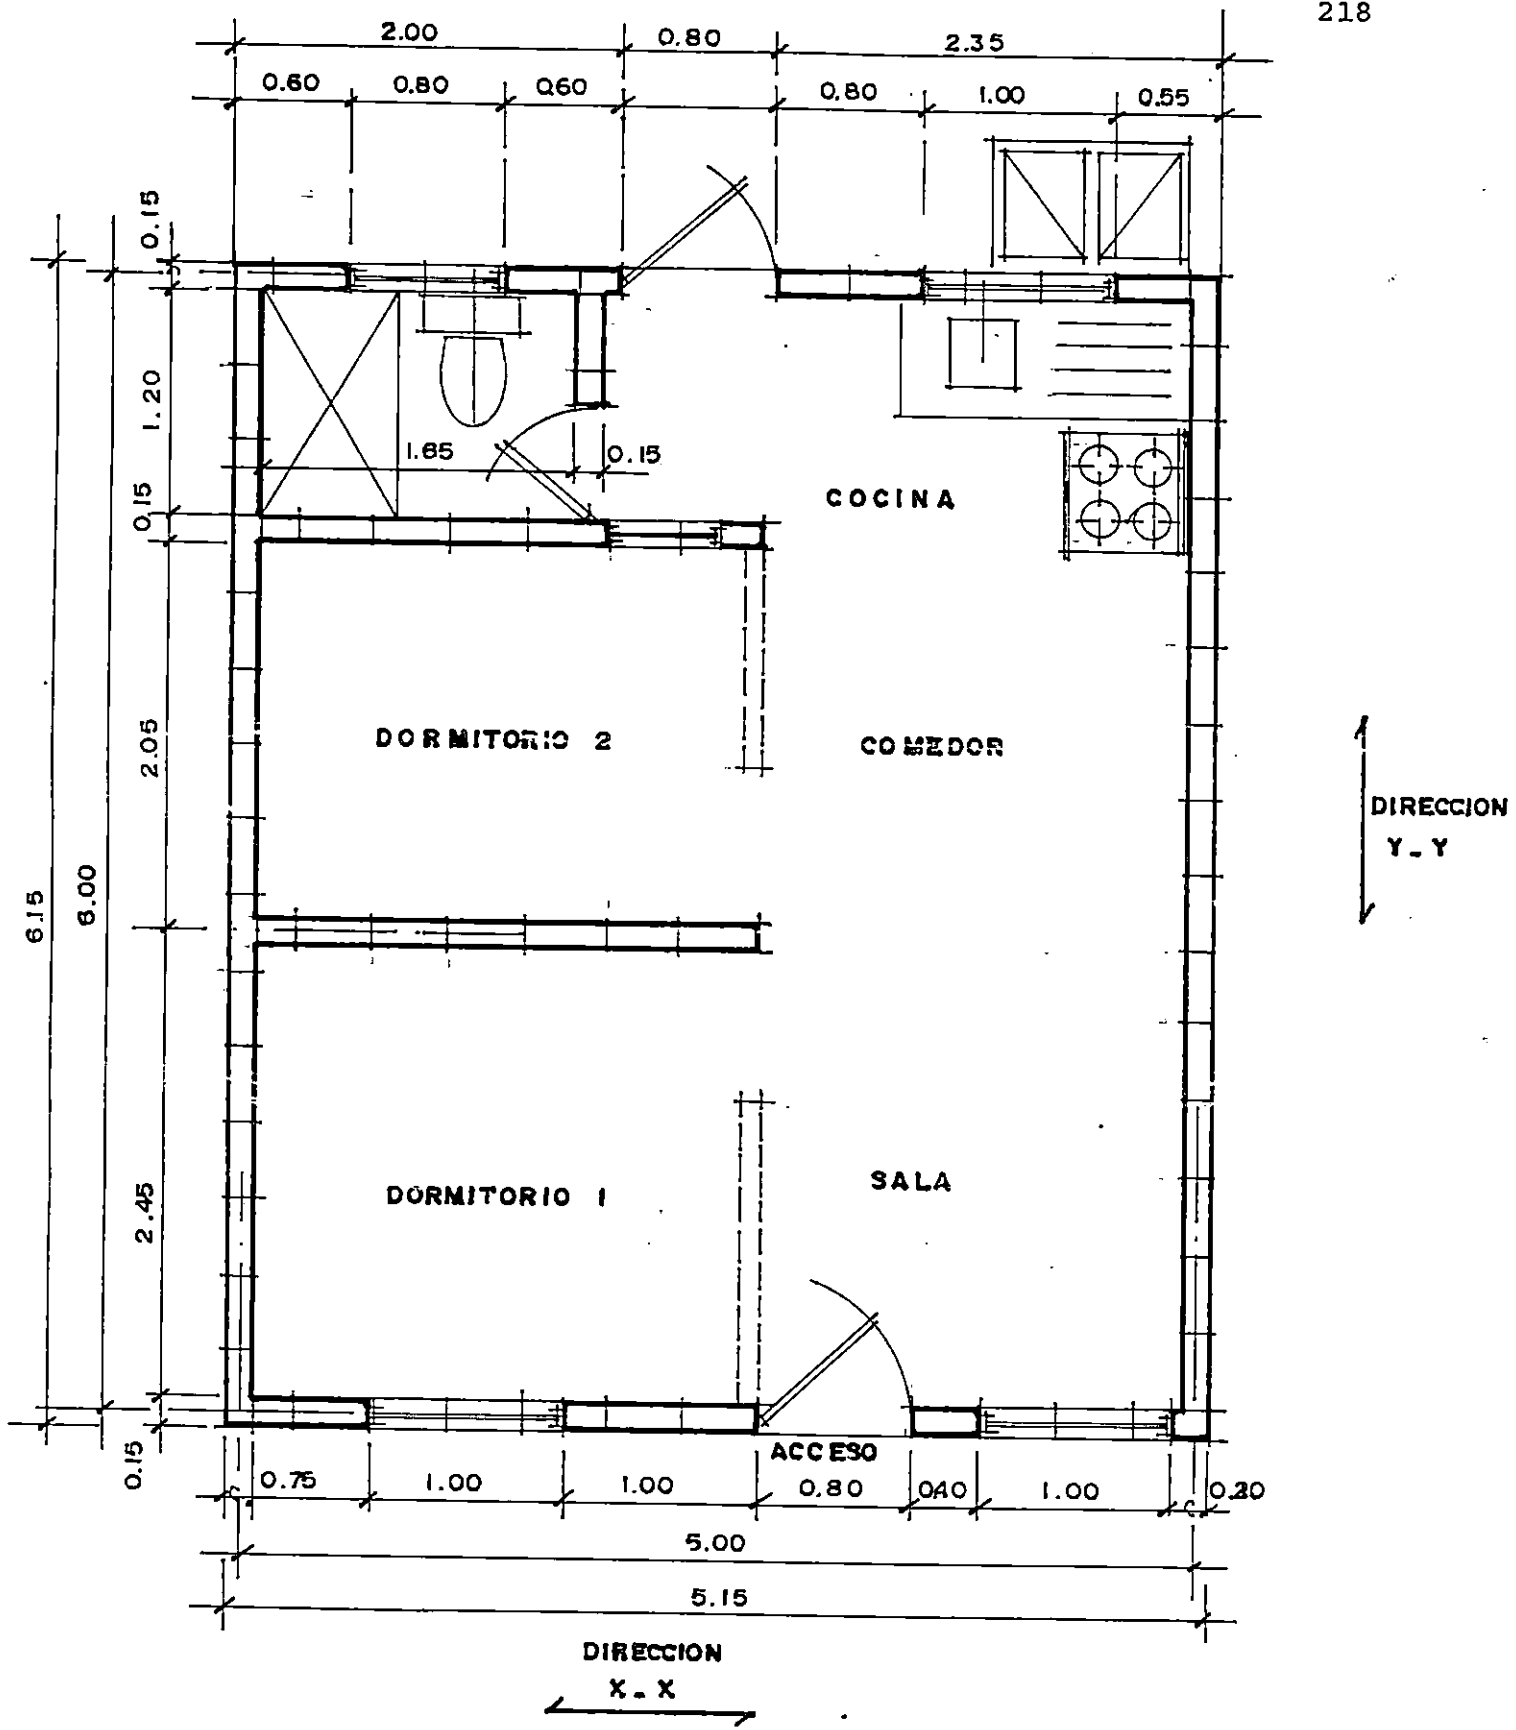 218
2.00 0.80 2.35
0.60 0.80 0.60 0.80 1.00 0.55
0.15
1.20
1.65 0.15
0.15
COCINA
2.05
DORMITORIO 2 COMEDOR
DIRECCION
Y-Y
6.15 6.00
2.45
DORMITORIO 1 SALA
0.15
ACCESO
0.75 1.00 1.00 0.80 0.40 1.00 0.20
5.00
5.15
DIRECCION
X-X